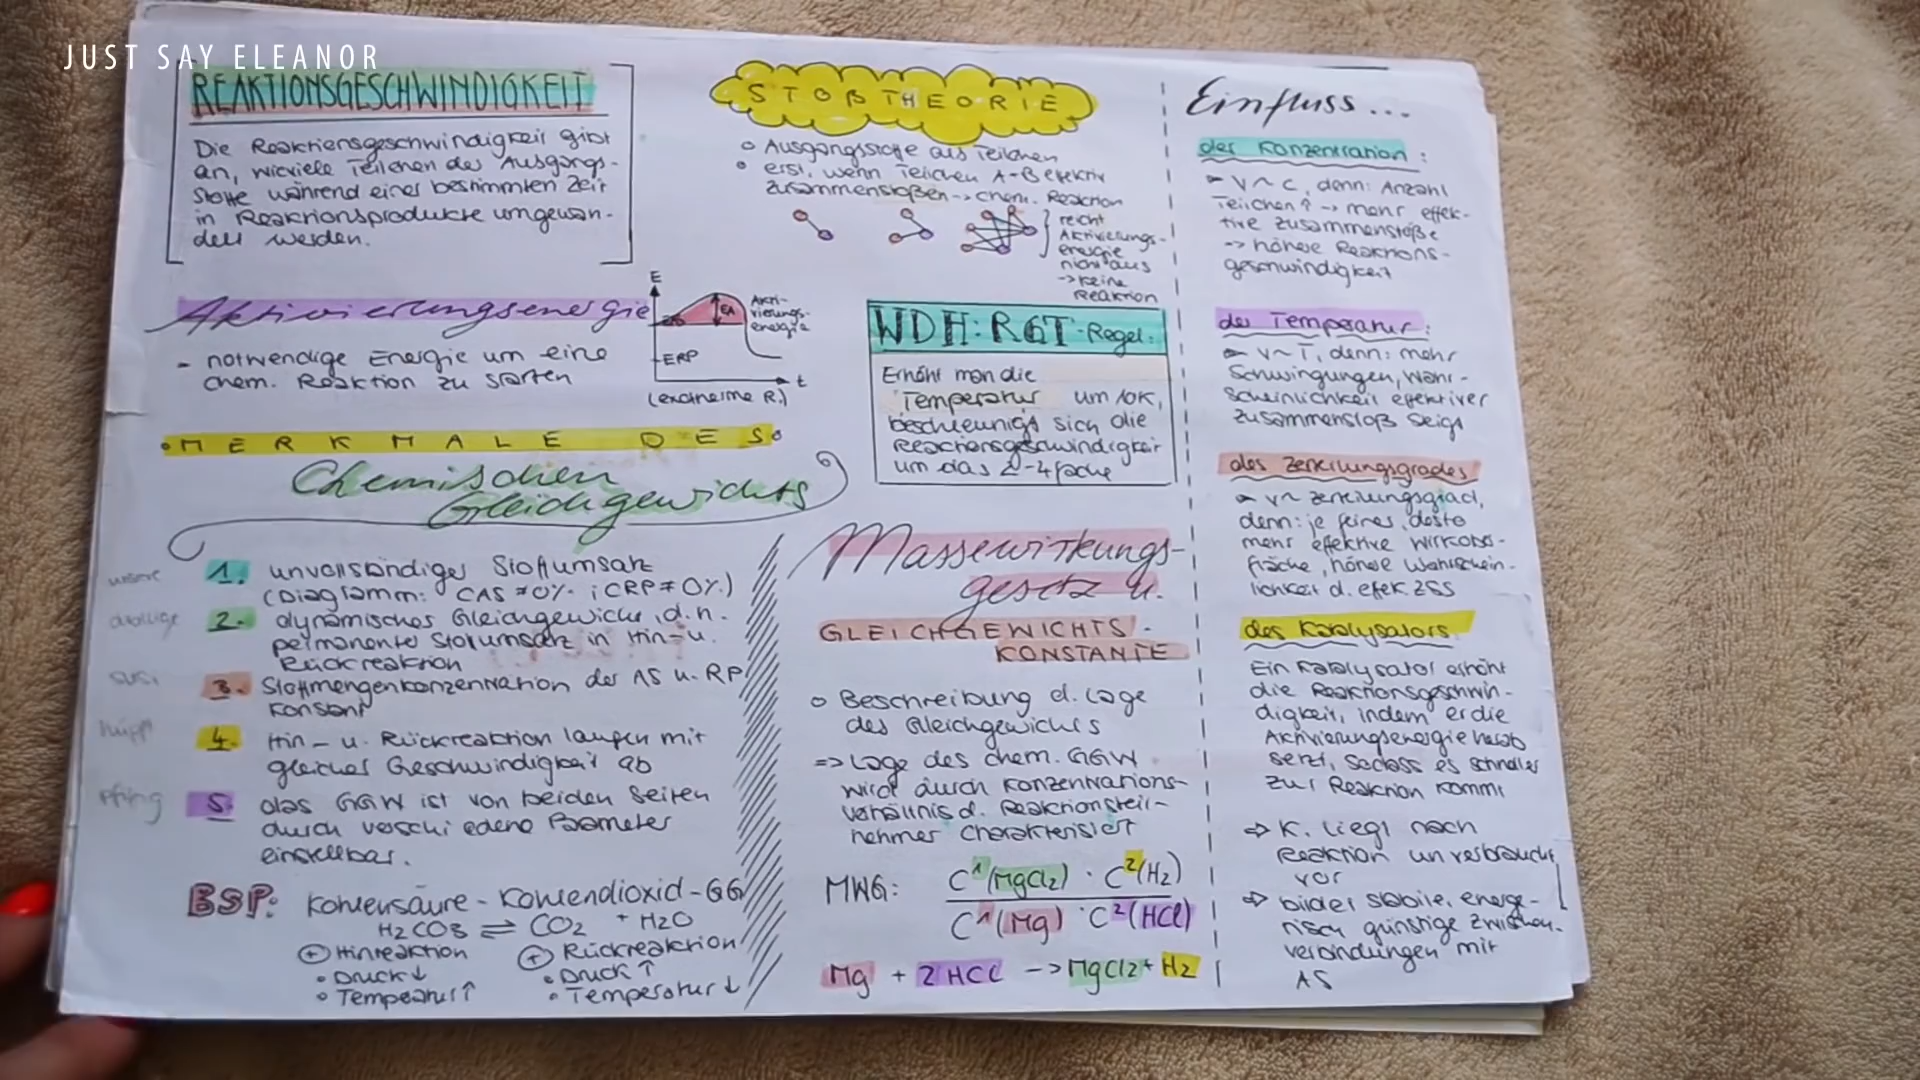 JUST SAY ELEANOR
REAKTIONSGESCHWINDIGKEIT
Die Reaktionsgeschwindigkeit gibt
an, wieviele Teilchen des Ausgangs-
stoffe während einer bestimmten Zeit
in Reaktionsprodukte umgewan-
delt werden.
Aktivierungsenergie
- notwendige Energie um eine
chem. Reaktion zu starten
E
EA
Akti-
vierungs-
energie
ERP
t
(exotherme R.)
STOßTHEORIE
Ausgangsstoffe aus Teilchen
erst, wenn Teilchen A-B effektiv
zusammenstoßen -> chem. Reaktion
reicht
Aktivierungs-
energie
nicht aus
-> keine
Reaktion
WDH: RGT-Regel:
Erhöht man die
Temperatur um 10K,
beschleunigt sich die
Reaktionsgeschwindigkeit
um das 2-4 fache
MERKMALE DES
Chemischen
Gleichgewichts
unsere
drollige
susi
hüpft
1. unvollständiger Stoffumsatz
(Diagramm: CAS ≠ 0% ; CRP ≠ 0%)
2. dynamisches Gleichgewicht, d.h.
permanenter Stoffumsatz in Hin- u.
Rückreaktion
3. Stoffmengenkonzentration der AS u. RP
konstant
4. Hin- u. Rückreaktion laufen mit
gleicher Geschwindigkeit ab
5. das GGW ist von beiden Seiten
durch verschiedene Parameter
einstellbar.
BSP: Kohlensäure - Kohlendioxid - GG
H2CO3 ⇌ CO2 + H2O
⊕ Hinreaktion
• Druck ↓
• Temperatur ↑
⊕ Rückreaktion
• Druck ↑
• Temperatur ↓
Massewirkungs-
gesetz u.
GLEICHGEWICHTS-
KONSTANTE
Beschreibung d. Lage
des Gleichgewichts
=> Lage des chem. GGW
wird durch Konzentrations-
verhältnis d. Reaktionsteil-
nehmer charakterisiert
MWG: C¹(MgCl2) · C²(H2)
C¹(Mg) · C²(HCl)
Mg + 2HCl -> MgCl2 + H2
Einfluss...
der Konzentration:
v ~ c, denn: Anzahl
Teilchen ↑ -> mehr effek-
tive Zusammenstöße
-> höhere Reaktions-
geschwindigkeit
der Temperatur:
v ~ T, denn: mehr
Schwingungen, Wahr-
scheinlichkeit effektiver
Zusammenstoß steigt
des Zerteilungsgrades
v ~ Zerteilungsgrad,
denn: je feiner, desto
mehr effektive Wirkober-
fläche, höhere Wahrschein-
lichkeit d. effek. ZSS
des Katalysators
Ein Katalysator erhöht
die Reaktionsgeschwin-
digkeit, indem er die
Aktivierungsenergie herab
setzt, sodass es schneller
zur Reaktion kommt
=> K. liegt nach
Reaktion unverbraucht
vor
=> bildet stabile, energe-
tisch günstige Zwischen-
verbindungen mit
AS